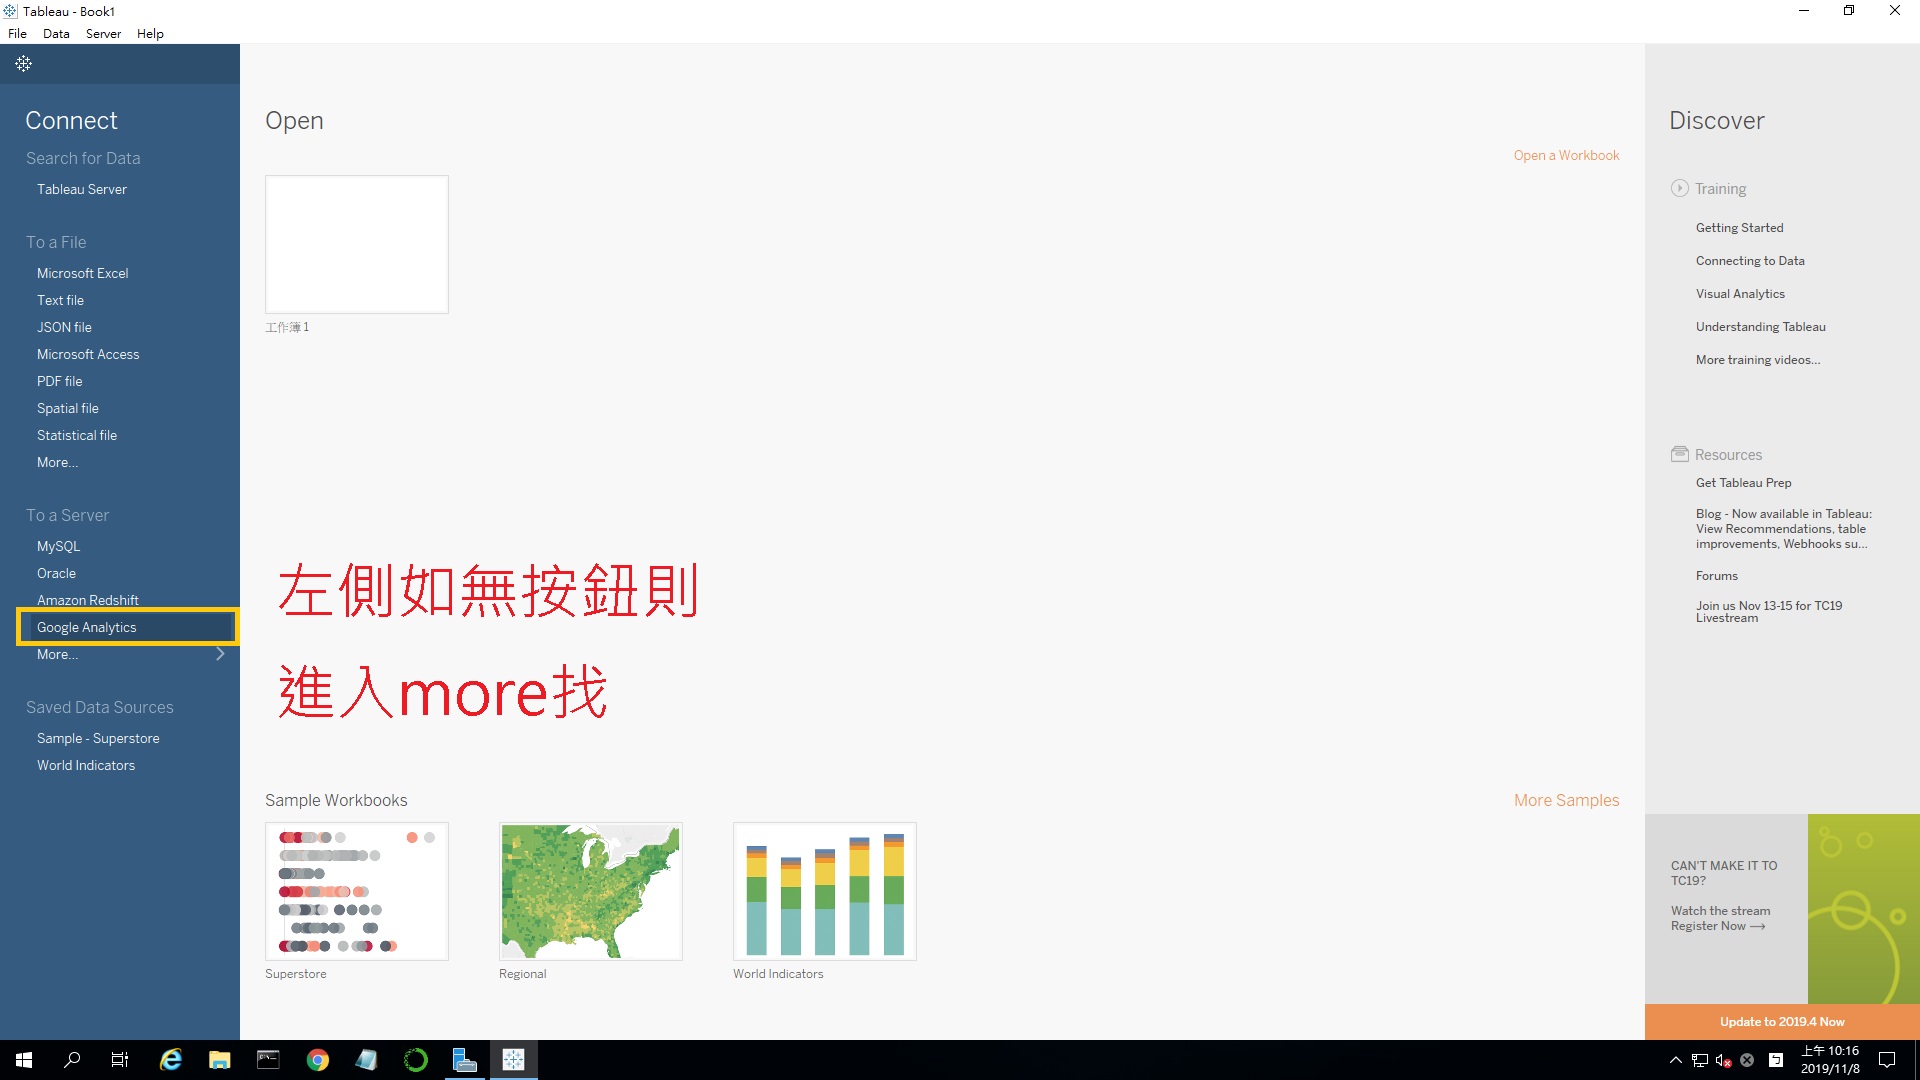 Tableau - Book1
File Data Server Help
Connect
Search for Data
Tableau Server
To a File
Microsoft Excel
Text file
JSON file
Microsoft Access
PDF file
Spatial file
Statistical file
More...
To a Server
MySQL
Oracle
Amazon Redshift
Google Analytics
More...
Saved Data Sources
Sample - Superstore
World Indicators
Open
Open a Workbook
工作簿 1
左側如無按鈕則
進入more找
Sample Workbooks
More Samples
Superstore
Regional
World Indicators
Discover
Training
Getting Started
Connecting to Data
Visual Analytics
Understanding Tableau
More training videos...
Resources
Get Tableau Prep
Blog - Now available in Tableau:
View Recommendations, table
improvements, Webhooks su...
Forums
Join us Nov 13-15 for TC19
Livestream
CAN'T MAKE IT TO
TC19?
Watch the stream
Register Now →
Update to 2019.4 Now
上午 10:16
2019/11/8